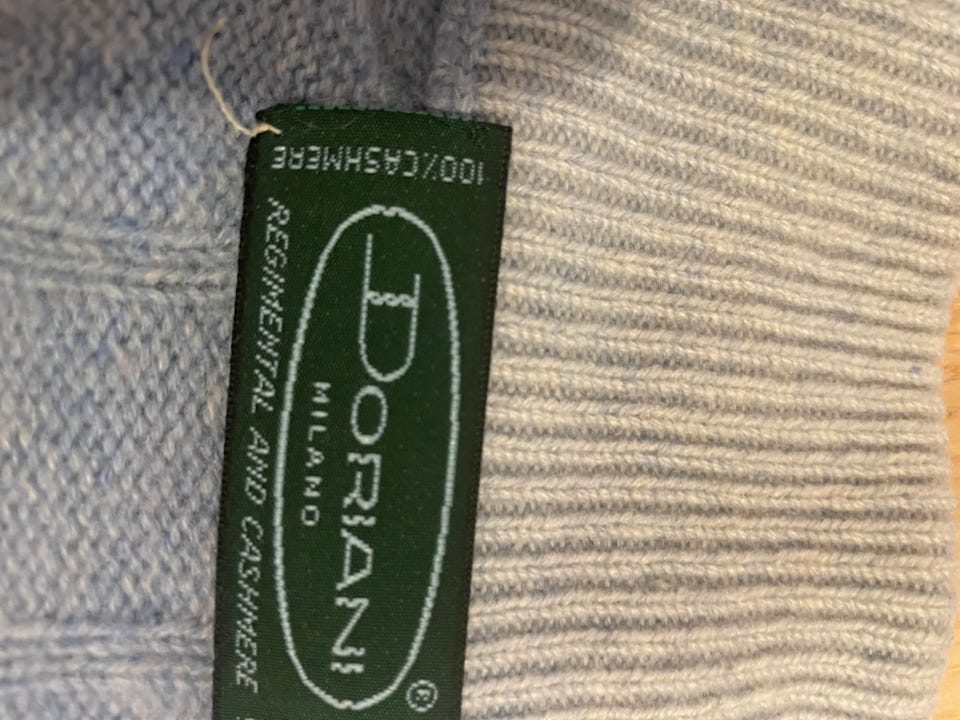 100% CASHMERE
DORIANI
MILANO
®
REGIMENTAL AND CASHMERE